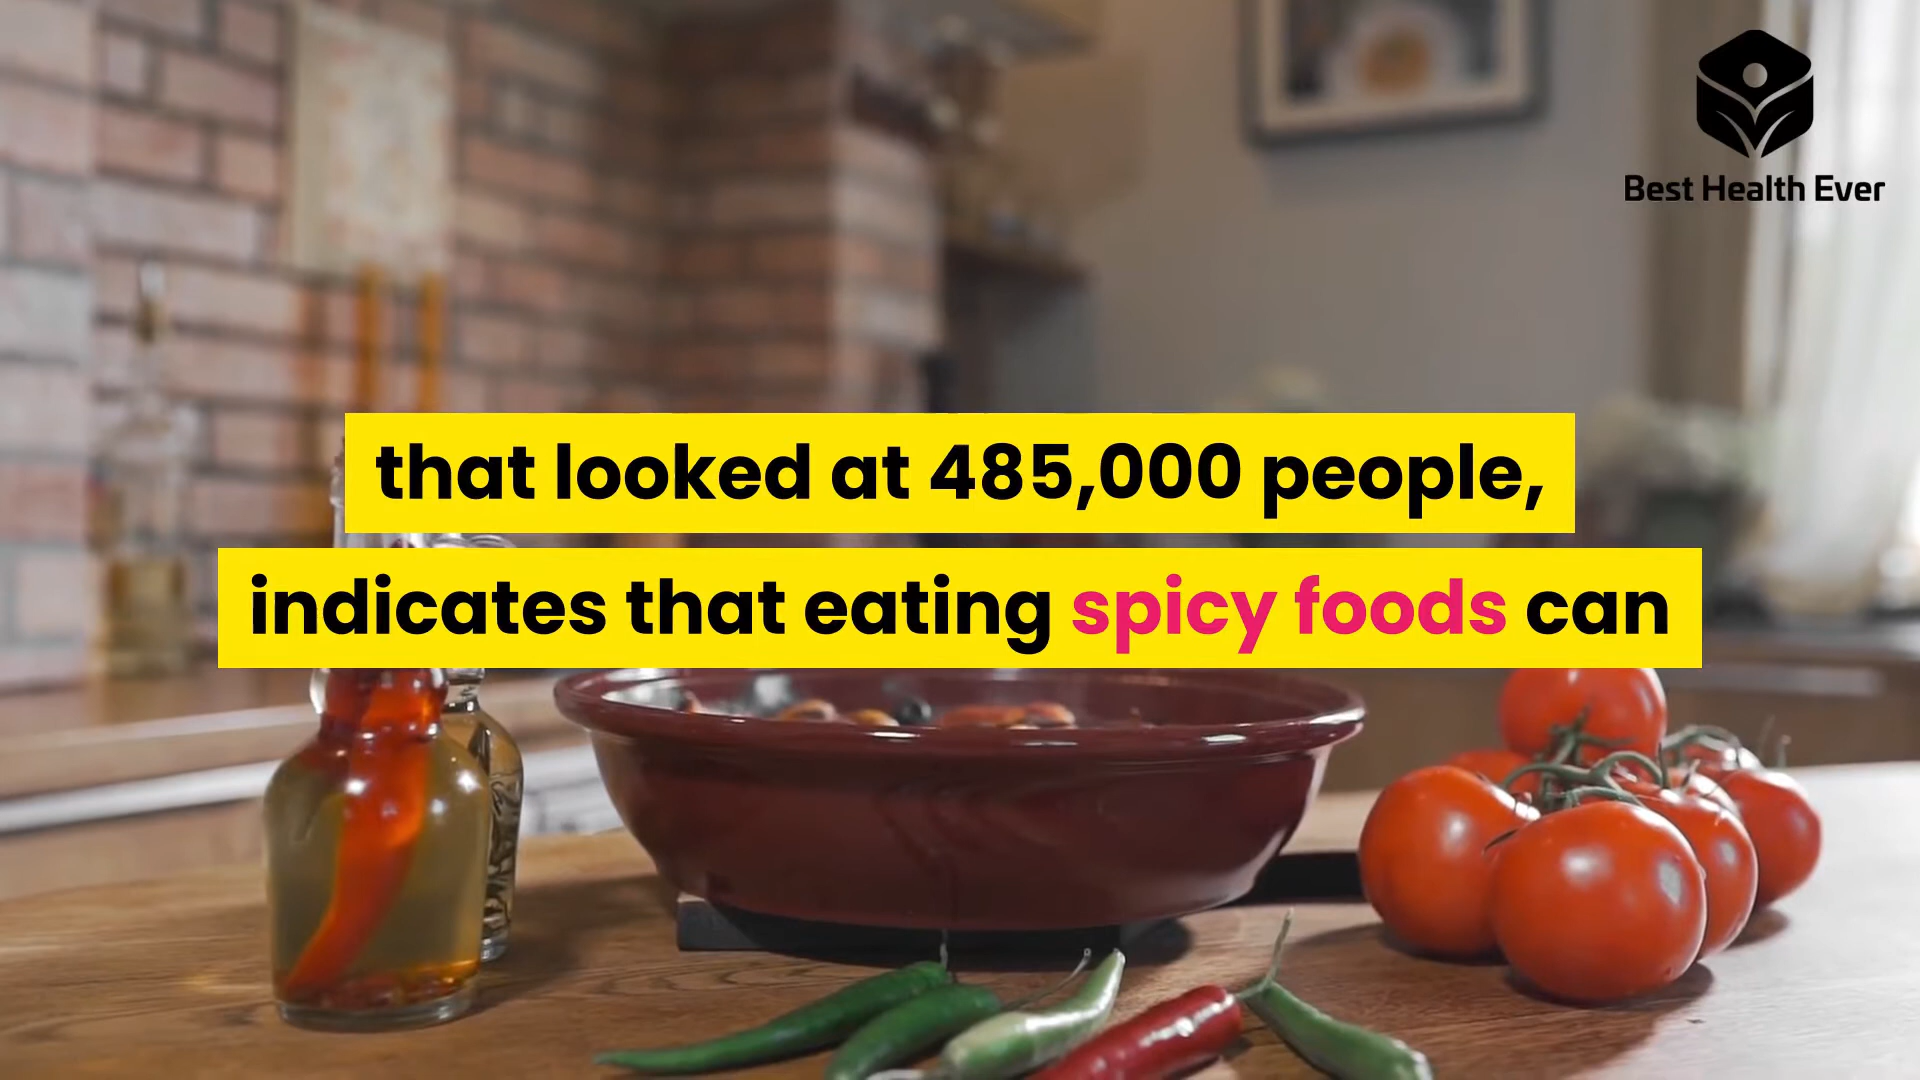 Best Health Ever
that looked at 485,000 people,
indicates that eating spicy foods can